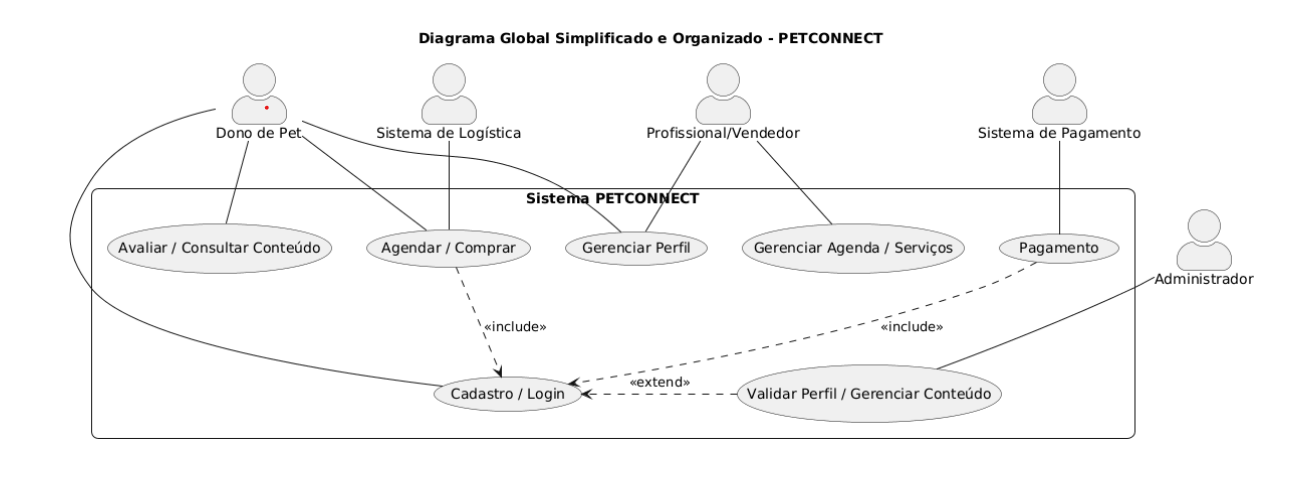 Diagrama Global Simplificado e Organizado - PETCONNECT
Dono de Pet
Sistema de Logística
Profissional/Vendedor
Sistema de Pagamento
Sistema PETCONNECT
Avaliar / Consultar Conteúdo
Agendar / Comprar
Gerenciar Perfil
Gerenciar Agenda / Serviços
Pagamento
Administrador
«include»
«include»
«extend»
Cadastro / Login
Validar Perfil / Gerenciar Conteúdo